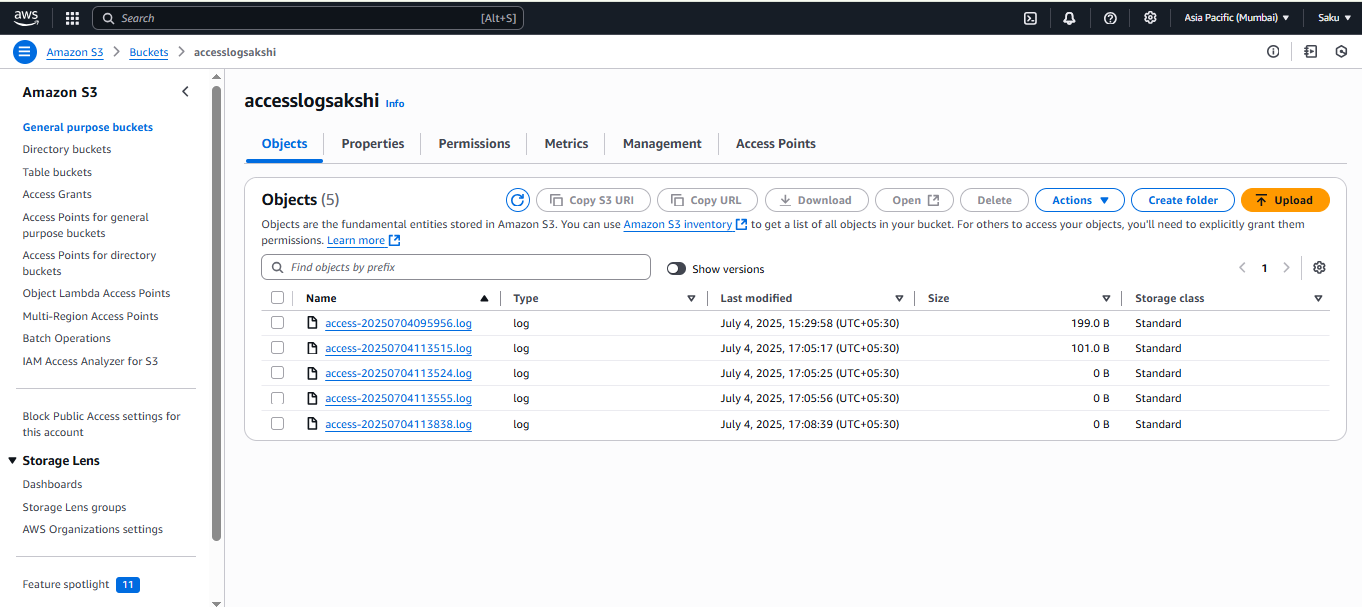 aws Search [Alt+S] Asia Pacific (Mumbai) Saku
Amazon S3 Buckets accesslogsakshi
Amazon S3
General purpose buckets
Directory buckets
Table buckets
Access Grants
Access Points for general
purpose buckets
Access Points for directory
buckets
Object Lambda Access Points
Multi-Region Access Points
Batch Operations
IAM Access Analyzer for S3
Block Public Access settings for
this account
Storage Lens
Dashboards
Storage Lens groups
AWS Organizations settings
Feature spotlight 11
accesslogsakshi Info
Objects Properties Permissions Metrics Management Access Points
Objects (5) Copy S3 URI Copy URL Download Open Delete Actions Create folder Upload
Objects are the fundamental entities stored in Amazon S3. You can use Amazon S3 inventory to get a list of all objects in your bucket. For others to access your objects, you'll need to explicitly grant them
permissions. Learn more
Find objects by prefix Show versions 1
Name Type Last modified Size Storage class
access-20250704095956.log log July 4, 2025, 15:29:58 (UTC+05:30) 199.0 B Standard
access-20250704113515.log log July 4, 2025, 17:05:17 (UTC+05:30) 101.0 B Standard
access-20250704113524.log log July 4, 2025, 17:05:25 (UTC+05:30) 0 B Standard
access-20250704113555.log log July 4, 2025, 17:05:56 (UTC+05:30) 0 B Standard
access-20250704113838.log log July 4, 2025, 17:08:39 (UTC+05:30) 0 B Standard